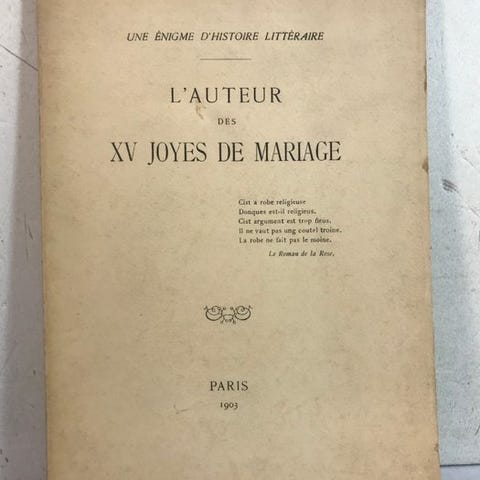 UNE ÉNIGME D'HISTOIRE LITTÉRAIRE
L'AUTEUR
DES
XV JOYES DE MARIAGE
Cist a robe religieuse
Donques est-il religieux.
Cist argument est trop fieus.
Il ne vaut pas ung coutel troine.
La robe ne fait pas le moine.
Le Roman de la Rose.
PARIS
1903